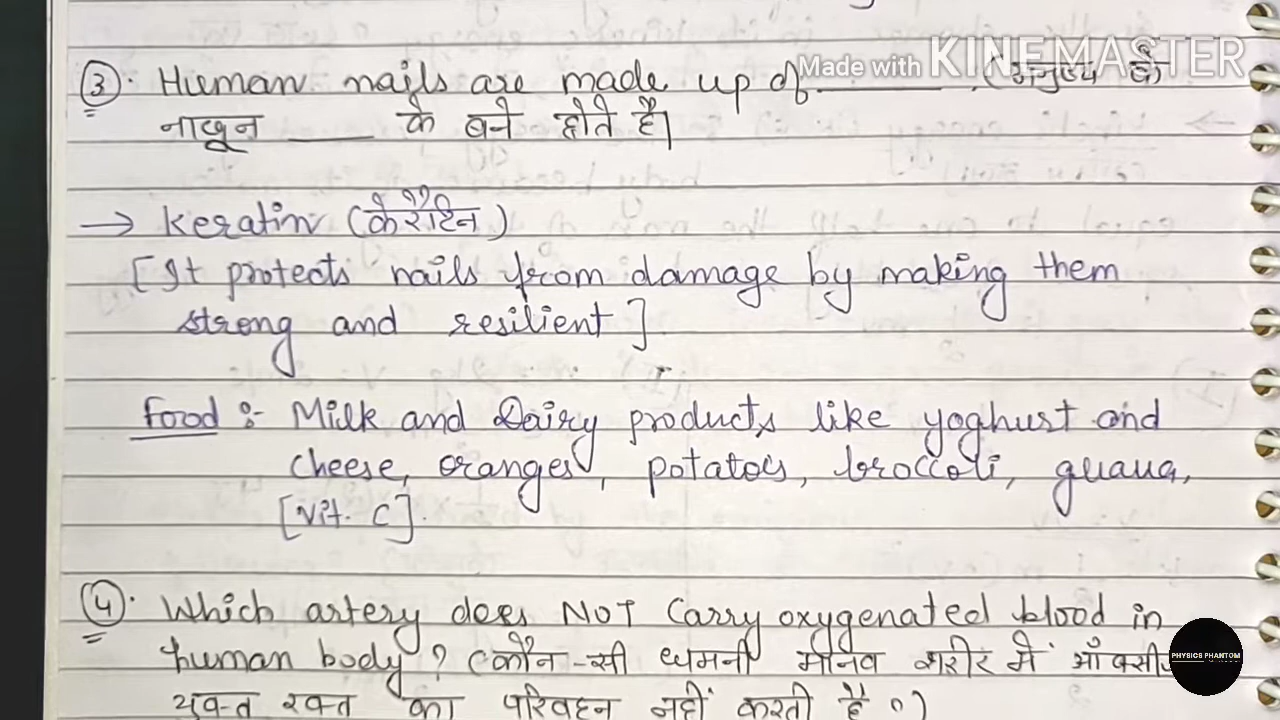 Made with KINEMASTER
③. Human nails are made up of ______. (मनुष्य के
नाखून ____ के बने होते है।
→ Keratin (केराटिन)
[It protects nails from damage by making them
strong and resilient].
Food :- Milk and Dairy products like yoghurt and
cheese, oranges, potatoes, broccoli, guava,
[Vit. C].
④. Which artery does NOT carry oxygenated blood in
human body? (कौन-सी धमनी मानव शरीर में ऑक्सी-
युक्त रक्त का परिवहन नहीं करती है ?)
PHYSICS PHANTOM